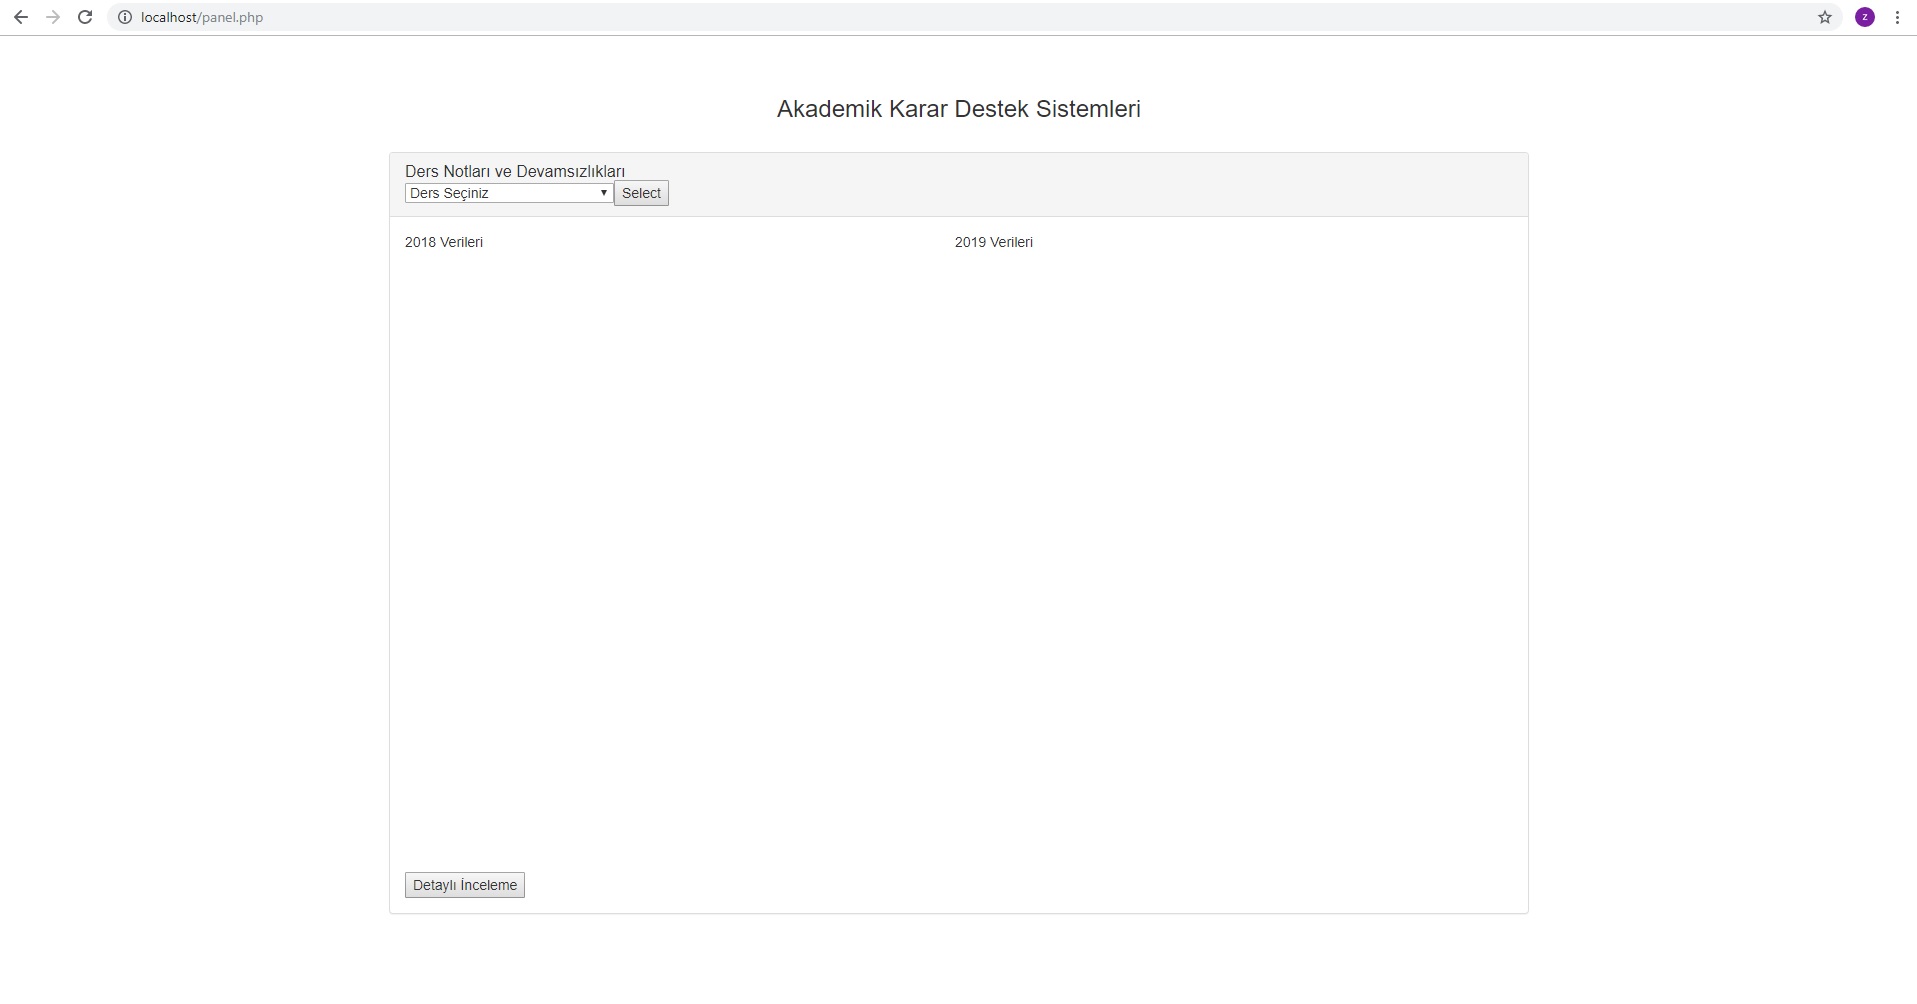 localhost/panel.php
z
Akademik Karar Destek Sistemleri
Ders Notları ve Devamsızlıkları
Ders Seçiniz Select
2018 Verileri 2019 Verileri
Detaylı İnceleme